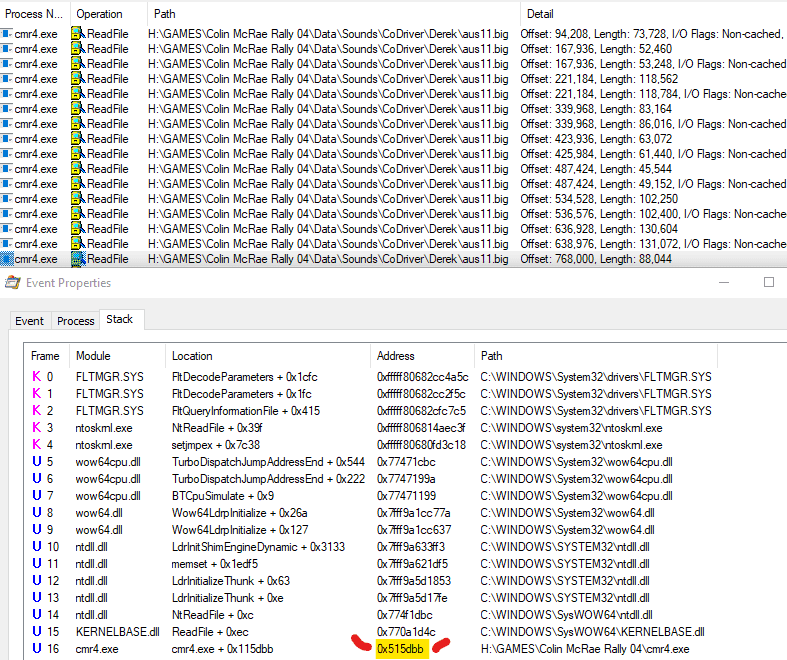 Process N... Operation Path Detail
cmr4.exe ReadFile H:\GAMES\Colin McRae Rally 04\Data\Sounds\CoDriver\Derek\aus11.big Offset: 94,208, Length: 73,728, I/O Flags: Non-cached,
cmr4.exe ReadFile H:\GAMES\Colin McRae Rally 04\Data\Sounds\CoDriver\Derek\aus11.big Offset: 167,936, Length: 52,460
cmr4.exe ReadFile H:\GAMES\Colin McRae Rally 04\Data\Sounds\CoDriver\Derek\aus11.big Offset: 167,936, Length: 53,248, I/O Flags: Non-cached
cmr4.exe ReadFile H:\GAMES\Colin McRae Rally 04\Data\Sounds\CoDriver\Derek\aus11.big Offset: 221,184, Length: 118,562
cmr4.exe ReadFile H:\GAMES\Colin McRae Rally 04\Data\Sounds\CoDriver\Derek\aus11.big Offset: 221,184, Length: 118,784, I/O Flags: Non-cached
cmr4.exe ReadFile H:\GAMES\Colin McRae Rally 04\Data\Sounds\CoDriver\Derek\aus11.big Offset: 339,968, Length: 83,164
cmr4.exe ReadFile H:\GAMES\Colin McRae Rally 04\Data\Sounds\CoDriver\Derek\aus11.big Offset: 339,968, Length: 86,016, I/O Flags: Non-cached
cmr4.exe ReadFile H:\GAMES\Colin McRae Rally 04\Data\Sounds\CoDriver\Derek\aus11.big Offset: 423,936, Length: 63,072
cmr4.exe ReadFile H:\GAMES\Colin McRae Rally 04\Data\Sounds\CoDriver\Derek\aus11.big Offset: 425,984, Length: 61,440, I/O Flags: Non-cached
cmr4.exe ReadFile H:\GAMES\Colin McRae Rally 04\Data\Sounds\CoDriver\Derek\aus11.big Offset: 487,424, Length: 45,544
cmr4.exe ReadFile H:\GAMES\Colin McRae Rally 04\Data\Sounds\CoDriver\Derek\aus11.big Offset: 487,424, Length: 49,152, I/O Flags: Non-cached
cmr4.exe ReadFile H:\GAMES\Colin McRae Rally 04\Data\Sounds\CoDriver\Derek\aus11.big Offset: 534,528, Length: 102,250
cmr4.exe ReadFile H:\GAMES\Colin McRae Rally 04\Data\Sounds\CoDriver\Derek\aus11.big Offset: 536,576, Length: 102,400, I/O Flags: Non-cached
cmr4.exe ReadFile H:\GAMES\Colin McRae Rally 04\Data\Sounds\CoDriver\Derek\aus11.big Offset: 636,928, Length: 130,604
cmr4.exe ReadFile H:\GAMES\Colin McRae Rally 04\Data\Sounds\CoDriver\Derek\aus11.big Offset: 638,976, Length: 131,072, I/O Flags: Non-cached
cmr4.exe ReadFile H:\GAMES\Colin McRae Rally 04\Data\Sounds\CoDriver\Derek\aus11.big Offset: 768,000, Length: 88,044
Event Properties
Event Process Stack
Frame Module Location Address Path
K 0 FLTMGR.SYS FltDecodeParameters + 0x1cfc 0xfffff80682cc4a5c C:\WINDOWS\System32\drivers\FLTMGR.SYS
K 1 FLTMGR.SYS FltDecodeParameters + 0x1fc 0xfffff80682cc2f5c C:\WINDOWS\System32\drivers\FLTMGR.SYS
K 2 FLTMGR.SYS FltQueryInformationFile + 0x415 0xfffff80682cfc7c5 C:\WINDOWS\System32\drivers\FLTMGR.SYS
K 3 ntoskrnl.exe NtReadFile + 0x39f 0xfffff806814aec3f C:\WINDOWS\system32\ntoskrnl.exe
K 4 ntoskrnl.exe setjmpex + 0x7c38 0xfffff80680fd3c18 C:\WINDOWS\system32\ntoskrnl.exe
U 5 wow64cpu.dll TurboDispatchJumpAddressEnd + 0x544 0x77471cbc C:\WINDOWS\System32\wow64cpu.dll
U 6 wow64cpu.dll TurboDispatchJumpAddressEnd + 0x222 0x7747199a C:\WINDOWS\System32\wow64cpu.dll
U 7 wow64cpu.dll BTCpuSimulate + 0x9 0x77471199 C:\WINDOWS\System32\wow64cpu.dll
U 8 wow64.dll Wow64LdrpInitialize + 0x26a 0x7fff9a1cc77a C:\WINDOWS\System32\wow64.dll
U 9 wow64.dll Wow64LdrpInitialize + 0x127 0x7fff9a1cc637 C:\WINDOWS\System32\wow64.dll
U 10 ntdll.dll LdrInitShimEngineDynamic + 0x3133 0x7fff9a633ff3 C:\WINDOWS\SYSTEM32\ntdll.dll
U 11 ntdll.dll memset + 0x1edf5 0x7fff9a621df5 C:\WINDOWS\SYSTEM32\ntdll.dll
U 12 ntdll.dll LdrInitializeThunk + 0x63 0x7fff9a5d1853 C:\WINDOWS\SYSTEM32\ntdll.dll
U 13 ntdll.dll LdrInitializeThunk + 0xe 0x7fff9a5d17fe C:\WINDOWS\SYSTEM32\ntdll.dll
U 14 ntdll.dll NtReadFile + 0xc 0x774f1dbc C:\WINDOWS\SysWOW64\ntdll.dll
U 15 KERNELBASE.dll ReadFile + 0xec 0x770a1d4c C:\WINDOWS\SysWOW64\KERNELBASE.dll
U 16 cmr4.exe cmr4.exe + 0x115dbb 0x515dbb H:\GAMES\Colin McRae Rally 04\cmr4.exe